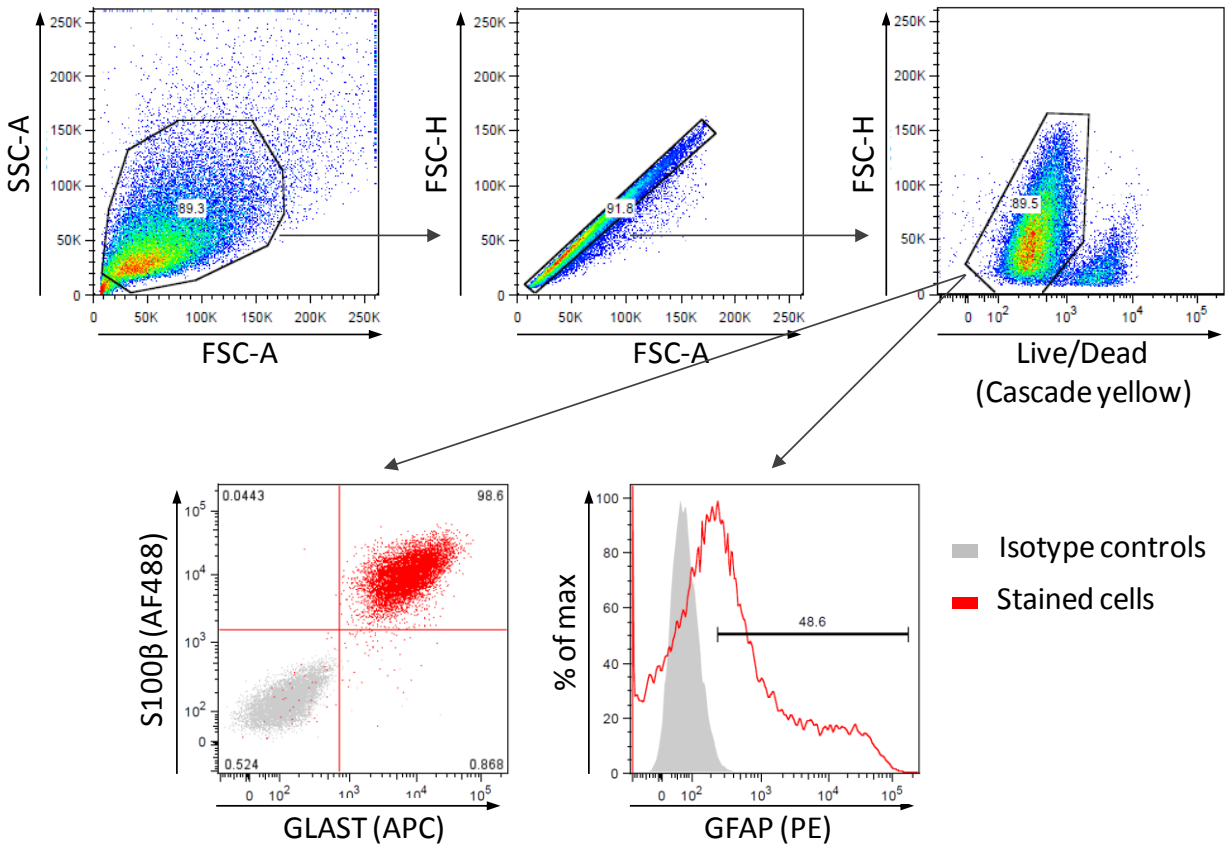 250K
200K
150K
100K
50K
0
SSC-A
89.3
0 50K 100K 150K 200K 250K
FSC-A
250K
200K
150K
100K
50K
0
FSC-H
91.8
0 50K 100K 150K 200K 250K
FSC-A
250K
200K
150K
100K
50K
0
FSC-H
89.5
0 10² 10³ 10⁴ 10⁵
Live/Dead
(Cascade yellow)
0.0443 98.6
10⁵
10⁴
10³
10²
0
S100β (AF488)
0.524 0.868
0 10² 10³ 10⁴ 10⁵
GLAST (APC)
100
80
60
40
20
0
% of max
48.6
0 10² 10³ 10⁴ 10⁵
GFAP (PE)
Isotype controls
Stained cells